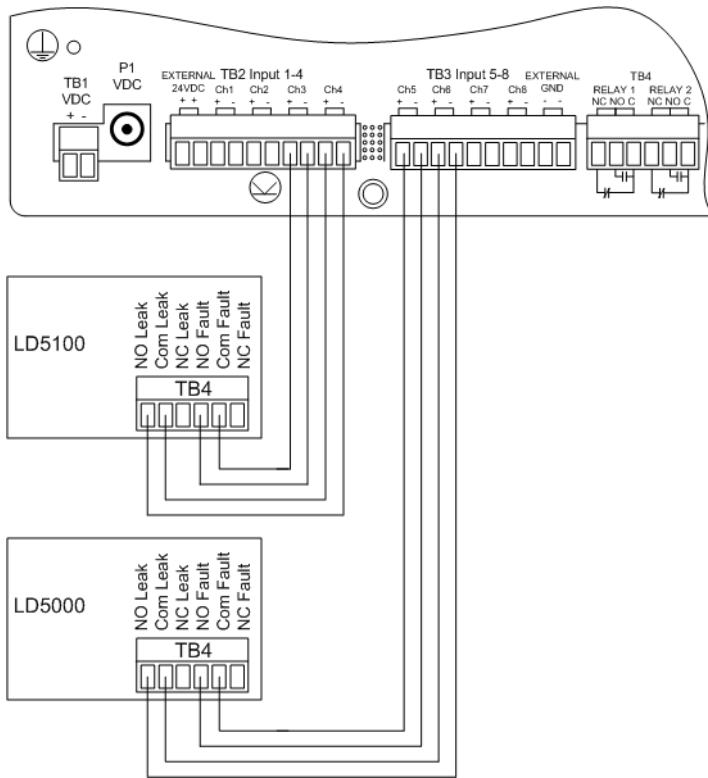 TB1
VDC
+ -
P1
VDC
EXTERNAL
24VDC
+ +
TB2 Input 1-4
Ch1 Ch2 Ch3 Ch4
+ - + - + - + -
TB3 Input 5-8
Ch5 Ch6 Ch7 Ch8
+ - + - + - + -
EXTERNAL
GND
- -
TB4
RELAY 1 RELAY 2
NC NO C NC NO C
LD5100
NO Leak
Com Leak
NC Leak
NO Fault
Com Fault
NC Fault
TB4
LD5000
NO Leak
Com Leak
NC Leak
NO Fault
Com Fault
NC Fault
TB4